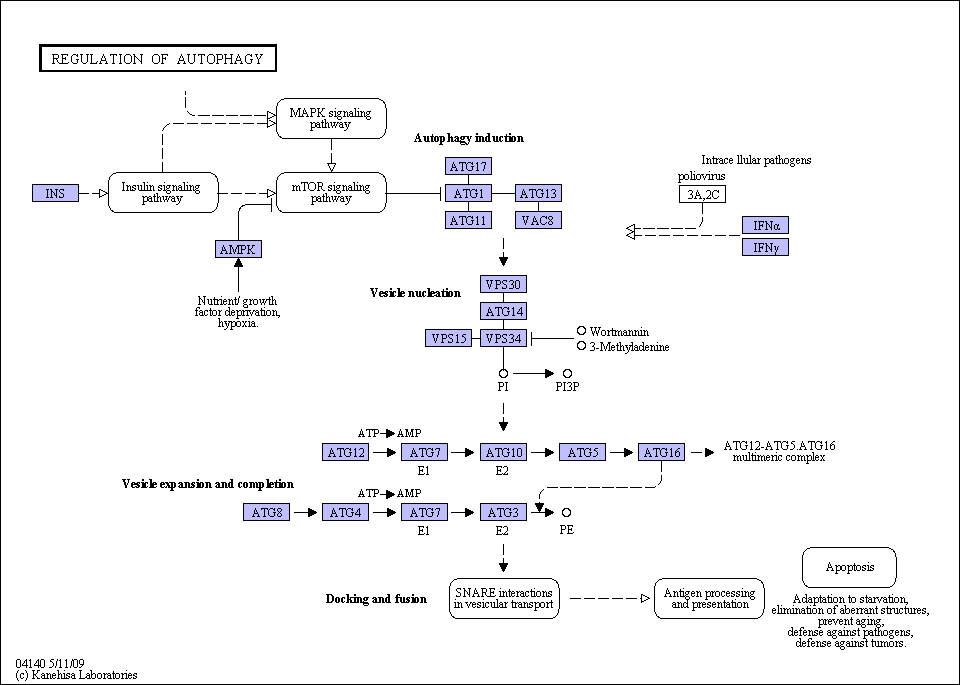 REGULATION OF AUTOPHAGY
MAPK signaling
pathway
Autophagy induction
INS
Insulin signaling
pathway
mTOR signaling
pathway
ATG17
ATG1
ATG13
ATG11
VAC8
Intrace llular pathogens
poliovirus
3A,2C
IFNα
IFNγ
AMPK
Nutrient/ growth
factor deprivation,
hypoxia.
Vesicle nucleation
VPS30
ATG14
VPS15
VPS34
Wortmannin
3-Methyladenine
PI
PI3P
ATP
AMP
ATG12
ATG7
ATG10
ATG5
ATG16
ATG12-ATG5.ATG16
multimeric complex
E1
E2
Vesicle expansion and completion
ATP
AMP
ATG8
ATG4
ATG7
ATG3
E1
E2
PE
Docking and fusion
SNARE interactions
in vesicular transport
Antigen processing
and presentation
Apoptosis
Adaptation to starvation,
elimination of aberrant structures,
prevent aging,
defense against pathogens,
defense against tumors.
04140 5/11/09
(c) Kanehisa Laboratories